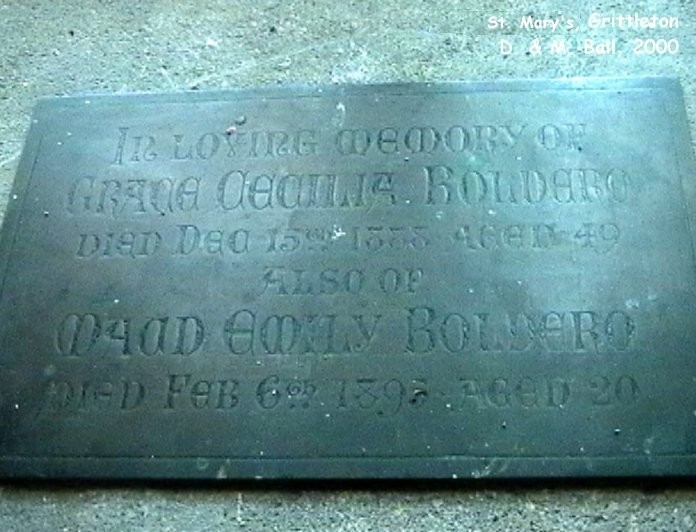 St. Mary's, Grittleton
D. & M. Ball, 2000
IN LOVING MEMORY OF
GRACE CECILIA BOLDERO
DIED DEC 15TH 1888 AGED 49
ALSO OF
MAUD EMILY BOLDERO
DIED FEB 6TH AGED 20